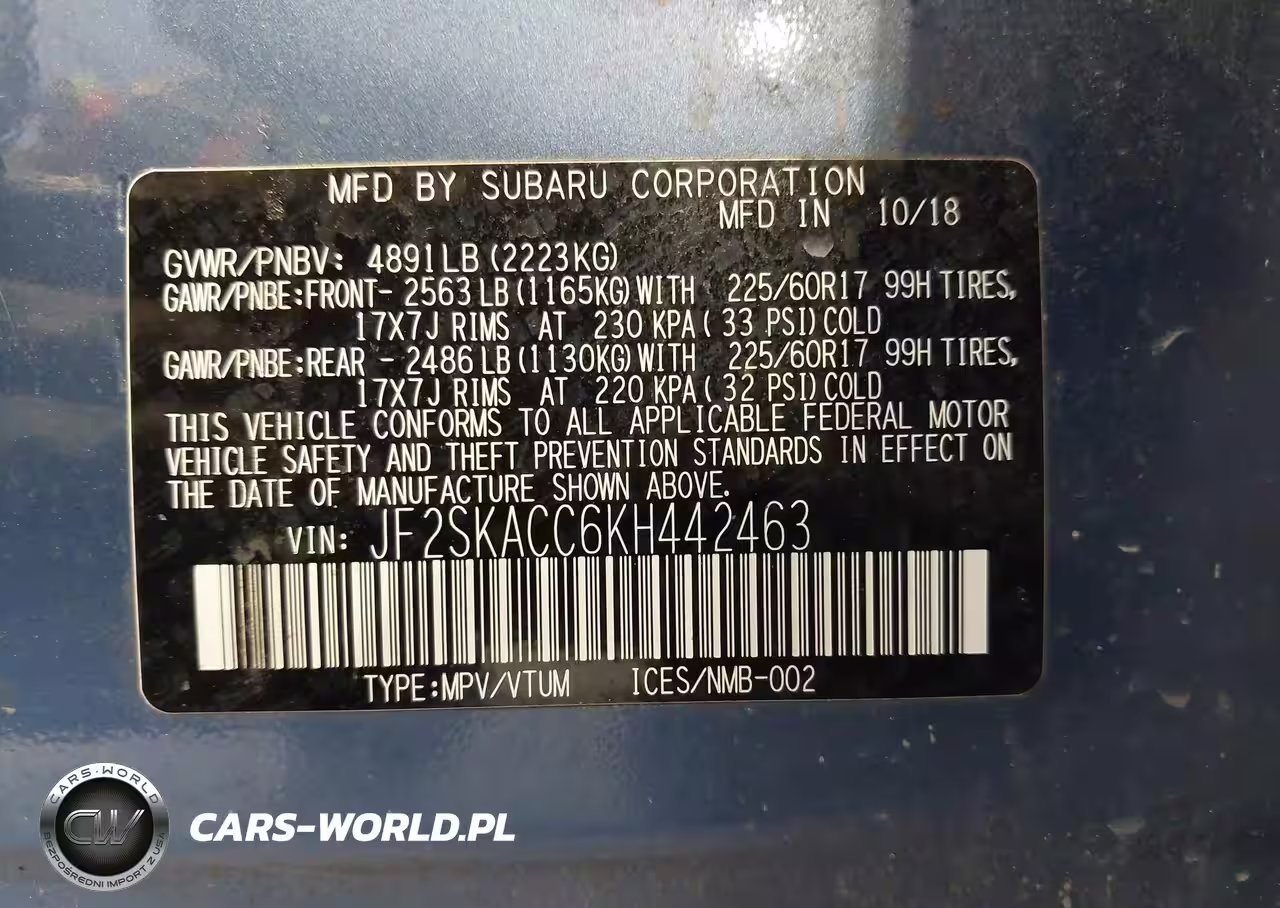 MFD BY SUBARU CORPORATION
MFD IN 10/18
GVWR/PNBV: 4891LB (2223KG)
GAWR/PNBE:FRONT- 2563 LB (1165KG) WITH 225/60R17 99H TIRES,
17X7J RIMS AT 230 KPA ( 33 PSI) COLD
GAWR/PNBE:REAR - 2486 LB (1130KG) WITH 225/60R17 99H TIRES,
17X7J RIMS AT 220 KPA ( 32 PSI) COLD
THIS VEHICLE CONFORMS TO ALL APPLICABLE FEDERAL MOTOR
VEHICLE SAFETY AND THEFT PREVENTION STANDARDS IN EFFECT ON
THE DATE OF MANUFACTURE SHOWN ABOVE.
VIN: JF2SKACC6KH442463
TYPE:MPV/VTUM ICES/NMB-002
CARS-WORLD
CW
BEZPOŚREDNI IMPORT Z USA
CARS-WORLD.PL